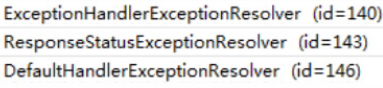 ExceptionHandlerExceptionResolver (id=140)
ResponseStatusExceptionResolver (id=143)
DefaultHandlerExceptionResolver (id=146)